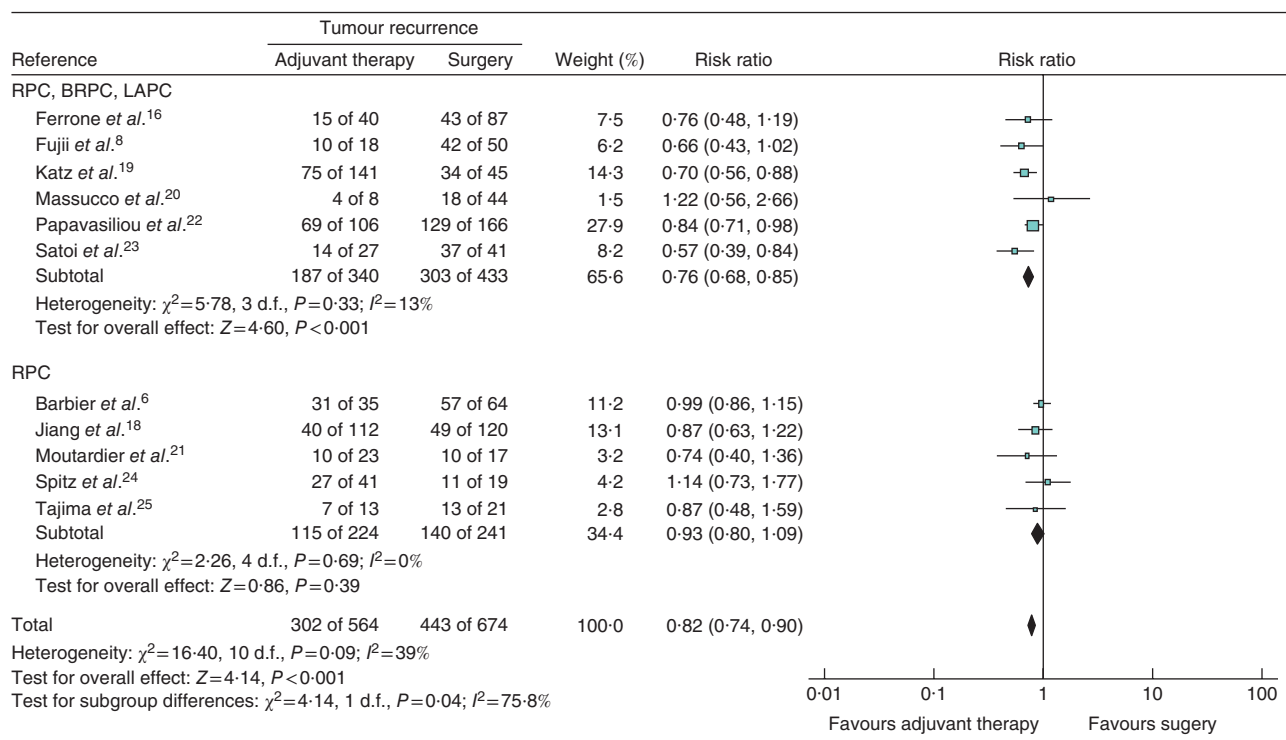 Tumour recurrence
Reference Adjuvant therapy Surgery Weight (%) Risk ratio Risk ratio
RPC, BRPC, LAPC
Ferrone et al.16 15 of 40 43 of 87 7·5 0·76 (0·48, 1·19)
Fujii et al.8 10 of 18 42 of 50 6·2 0·66 (0·43, 1·02)
Katz et al.19 75 of 141 34 of 45 14·3 0·70 (0·56, 0·88)
Massucco et al.20 4 of 8 18 of 44 1·5 1·22 (0·56, 2·66)
Papavasiliou et al.22 69 of 106 129 of 166 27·9 0·84 (0·71, 0·98)
Satoi et al.23 14 of 27 37 of 41 8·2 0·57 (0·39, 0·84)
Subtotal 187 of 340 303 of 433 65·6 0·76 (0·68, 0·85)
Heterogeneity: χ2=5·78, 3 d.f., P=0·33; I2=13%
Test for overall effect: Z=4·60, P<0·001
RPC
Barbier et al.6 31 of 35 57 of 64 11·2 0·99 (0·86, 1·15)
Jiang et al.18 40 of 112 49 of 120 13·1 0·87 (0·63, 1·22)
Moutardier et al.21 10 of 23 10 of 17 3·2 0·74 (0·40, 1·36)
Spitz et al.24 27 of 41 11 of 19 4·2 1·14 (0·73, 1·77)
Tajima et al.25 7 of 13 13 of 21 2·8 0·87 (0·48, 1·59)
Subtotal 115 of 224 140 of 241 34·4 0·93 (0·80, 1·09)
Heterogeneity: χ2=2·26, 4 d.f., P=0·69; I2=0%
Test for overall effect: Z=0·86, P=0·39
Total 302 of 564 443 of 674 100·0 0·82 (0·74, 0·90)
Heterogeneity: χ2=16·40, 10 d.f., P=0·09; I2=39%
Test for overall effect: Z=4·14, P<0·001
Test for subgroup differences: χ2=4·14, 1 d.f., P=0·04; I2=75·8%
0·01 0·1 1 10 100
Favours adjuvant therapy Favours sugery